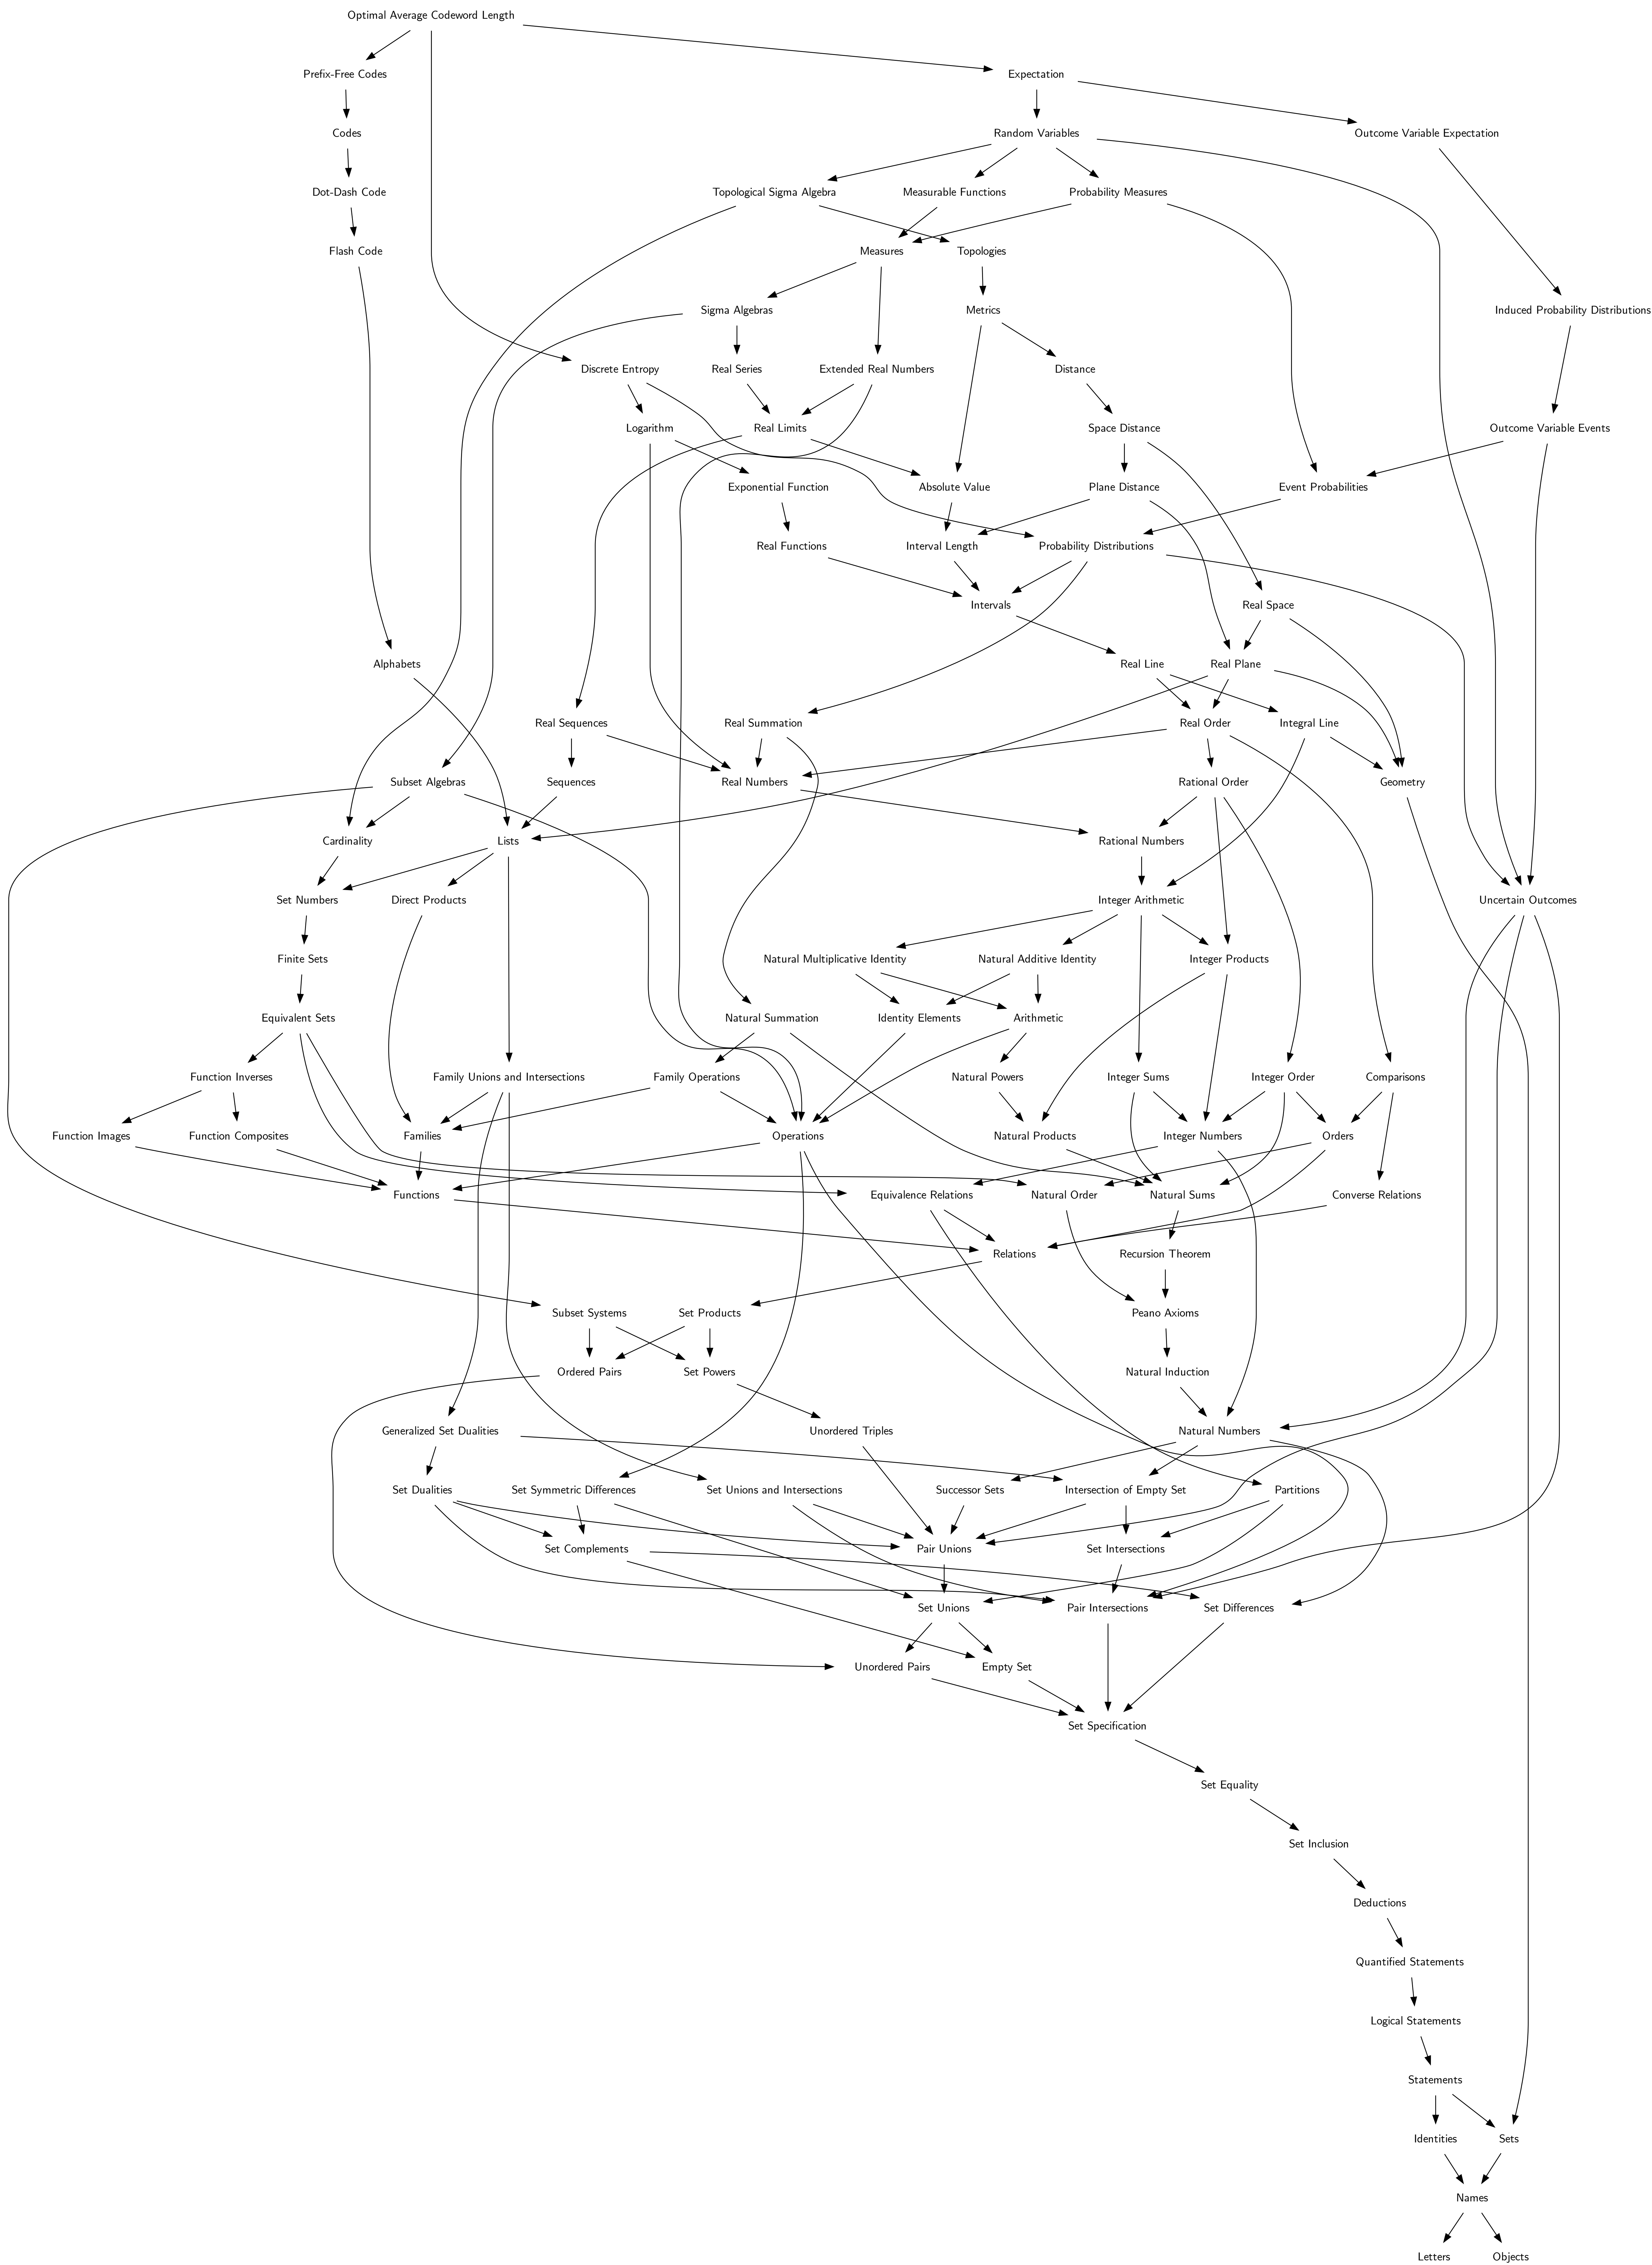 Optimal Average Codeword Length
Prefix-Free Codes
Expectation
Codes
Random Variables
Outcome Variable Expectation
Dot-Dash Code
Topological Sigma Algebra
Measurable Functions
Probability Measures
Flash Code
Measures
Topologies
Sigma Algebras
Metrics
Induced Probability Distributions
Discrete Entropy
Real Series
Extended Real Numbers
Distance
Logarithm
Real Limits
Space Distance
Outcome Variable Events
Exponential Function
Absolute Value
Plane Distance
Event Probabilities
Real Functions
Interval Length
Probability Distributions
Intervals
Real Space
Alphabets
Real Line
Real Plane
Real Sequences
Real Summation
Real Order
Integral Line
Subset Algebras
Sequences
Real Numbers
Rational Order
Geometry
Cardinality
Lists
Rational Numbers
Set Numbers
Direct Products
Integer Arithmetic
Uncertain Outcomes
Finite Sets
Natural Multiplicative Identity
Natural Additive Identity
Integer Products
Equivalent Sets
Natural Summation
Identity Elements
Arithmetic
Function Inverses
Family Unions and Intersections
Family Operations
Natural Powers
Integer Sums
Integer Order
Comparisons
Function Images
Function Composites
Families
Operations
Natural Products
Integer Numbers
Orders
Functions
Equivalence Relations
Natural Order
Natural Sums
Converse Relations
Relations
Recursion Theorem
Subset Systems
Set Products
Peano Axioms
Ordered Pairs
Set Powers
Natural Induction
Generalized Set Dualities
Unordered Triples
Natural Numbers
Set Dualities
Set Symmetric Differences
Set Unions and Intersections
Successor Sets
Intersection of Empty Set
Partitions
Set Complements
Pair Unions
Set Intersections
Set Unions
Pair Intersections
Set Differences
Unordered Pairs
Empty Set
Set Specification
Set Equality
Set Inclusion
Deductions
Quantified Statements
Logical Statements
Statements
Identities
Sets
Names
Letters
Objects